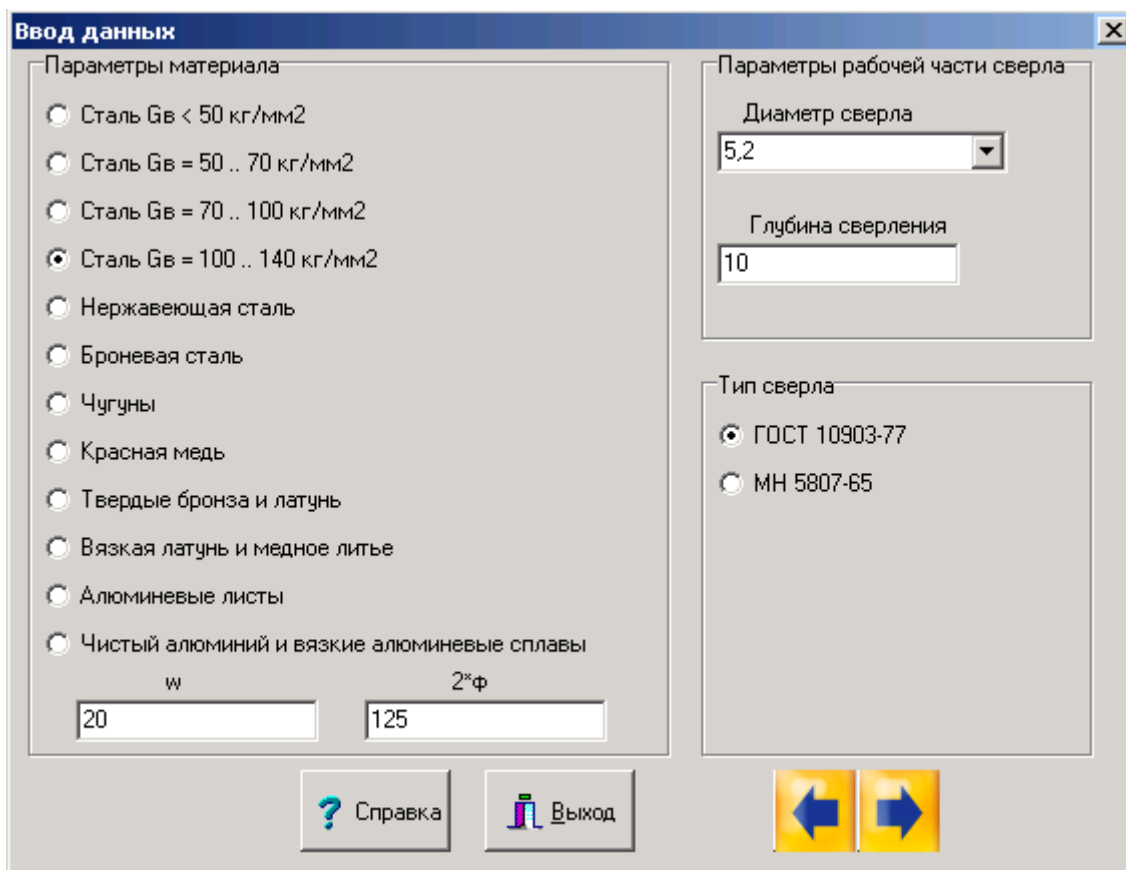 Ввод данных
Параметры материала
Сталь Gв < 50 кг/мм2
Сталь Gв = 50 .. 70 кг/мм2
Сталь Gв = 70 .. 100 кг/мм2
Сталь Gв = 100 .. 140 кг/мм2
Нержавеющая сталь
Броневая сталь
Чугуны
Красная медь
Твердые бронза и латунь
Вязкая латунь и медное литье
Алюминевые листы
Чистый алюминий и вязкие алюминевые сплавы
w 2*ф
20 125
Параметры рабочей части сверла
Диаметр сверла
5,2
Глубина сверления
10
Тип сверла
ГОСТ 10903-77
МН 5807-65
? Справка
Выход